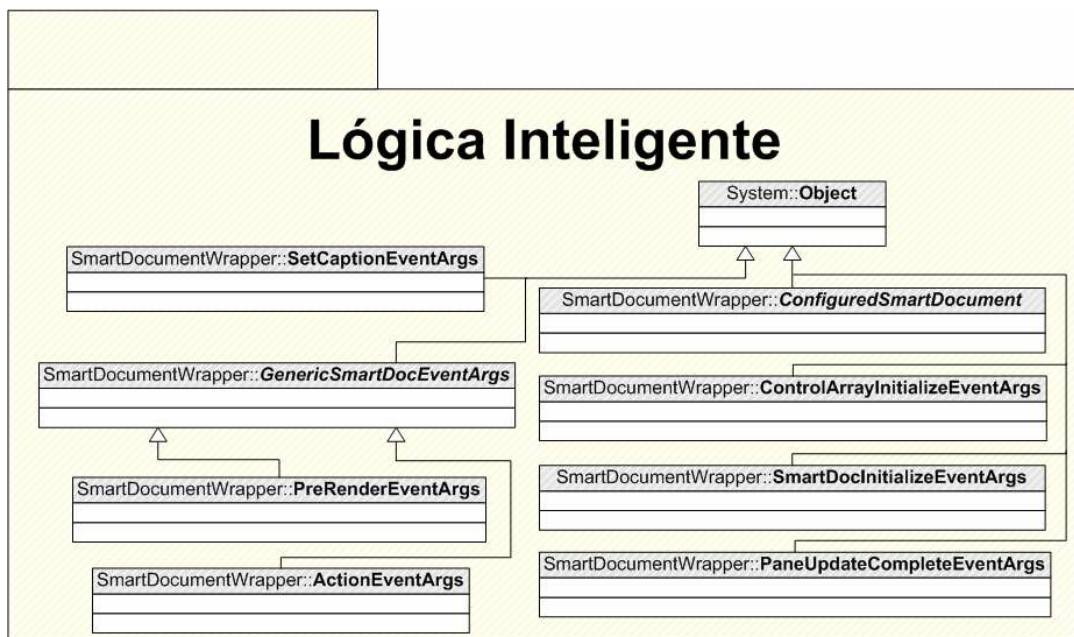 Lógica Inteligente
System::Object
SmartDocumentWrapper::SetCaptionEventArgs
SmartDocumentWrapper::ConfiguredSmartDocument
SmartDocumentWrapper::GenericSmartDocEventArgs
SmartDocumentWrapper::ControlArrayInitializeEventArgs
SmartDocumentWrapper::PreRenderEventArgs
SmartDocumentWrapper::SmartDocInitializeEventArgs
SmartDocumentWrapper::ActionEventArgs
SmartDocumentWrapper::PaneUpdateCompleteEventArgs